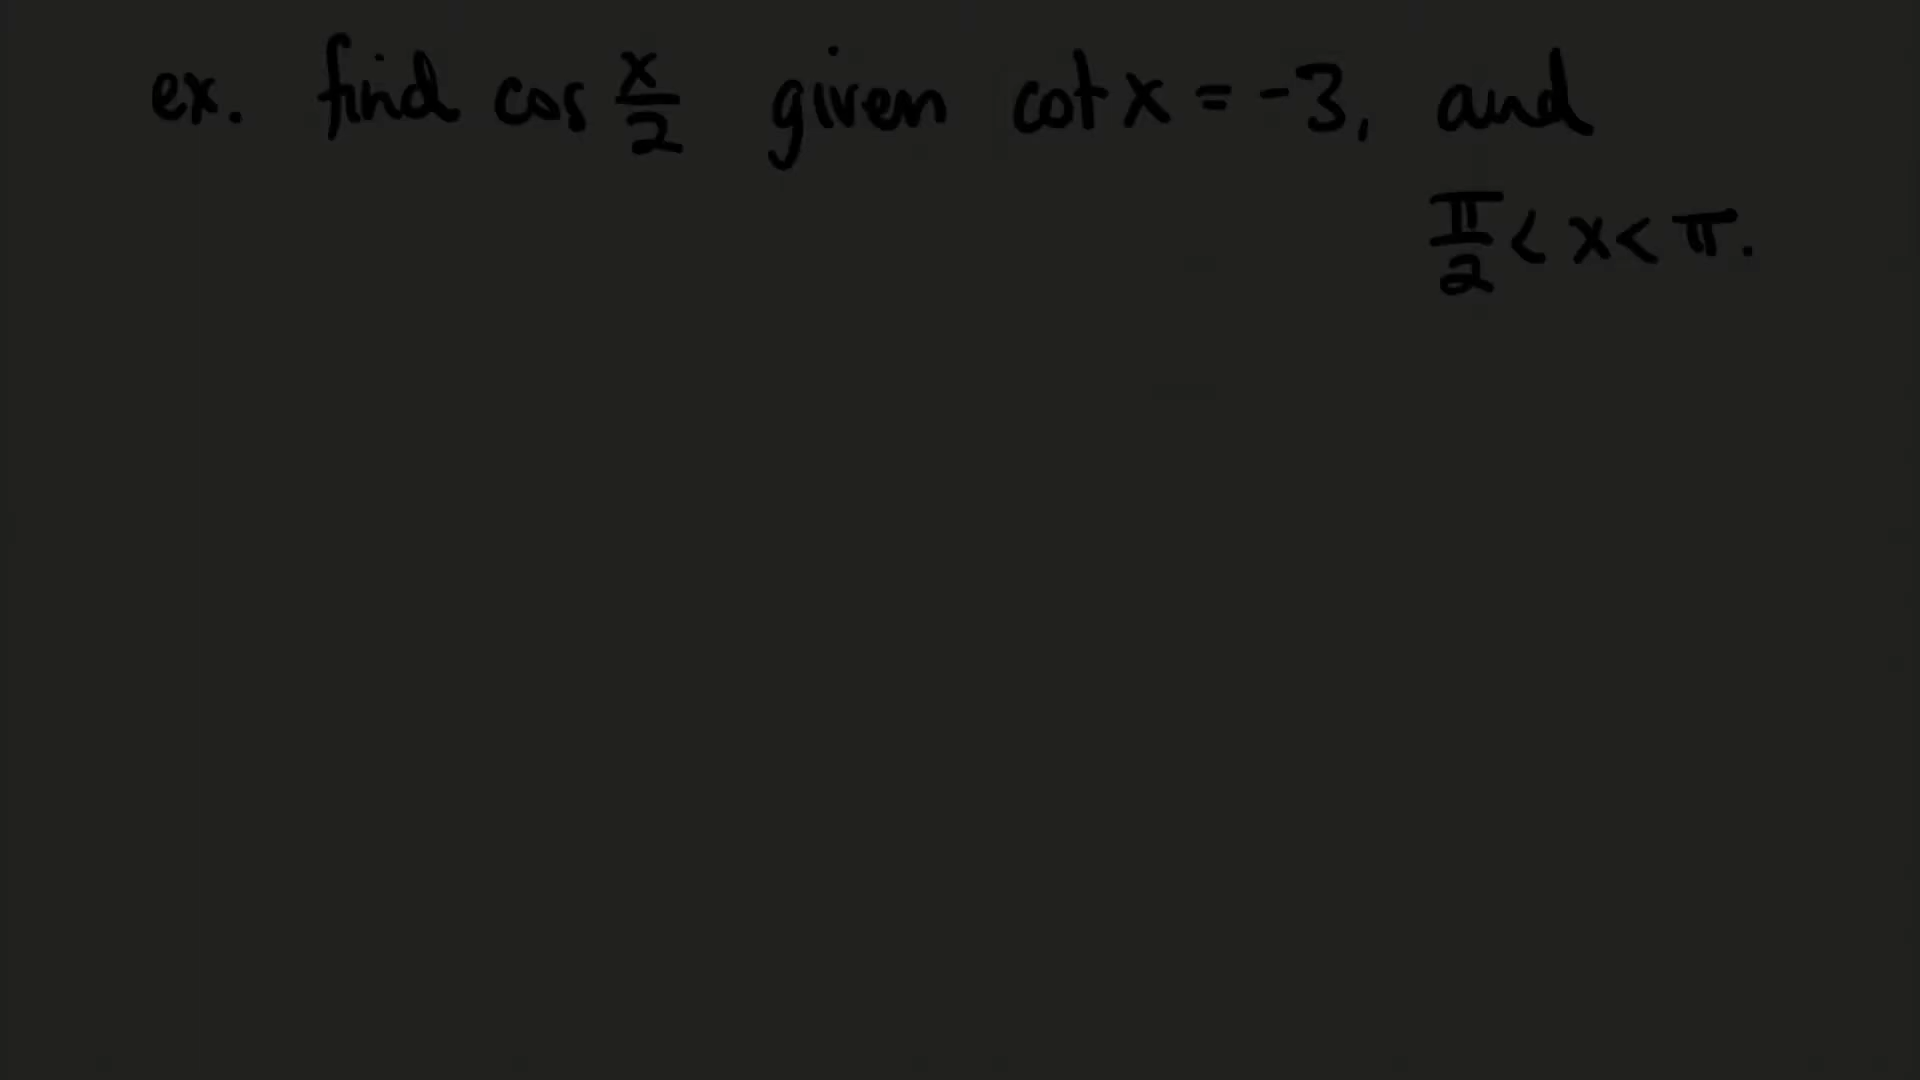 ex. find cos x/2 given cot x = -3, and
π/2 < x < π.